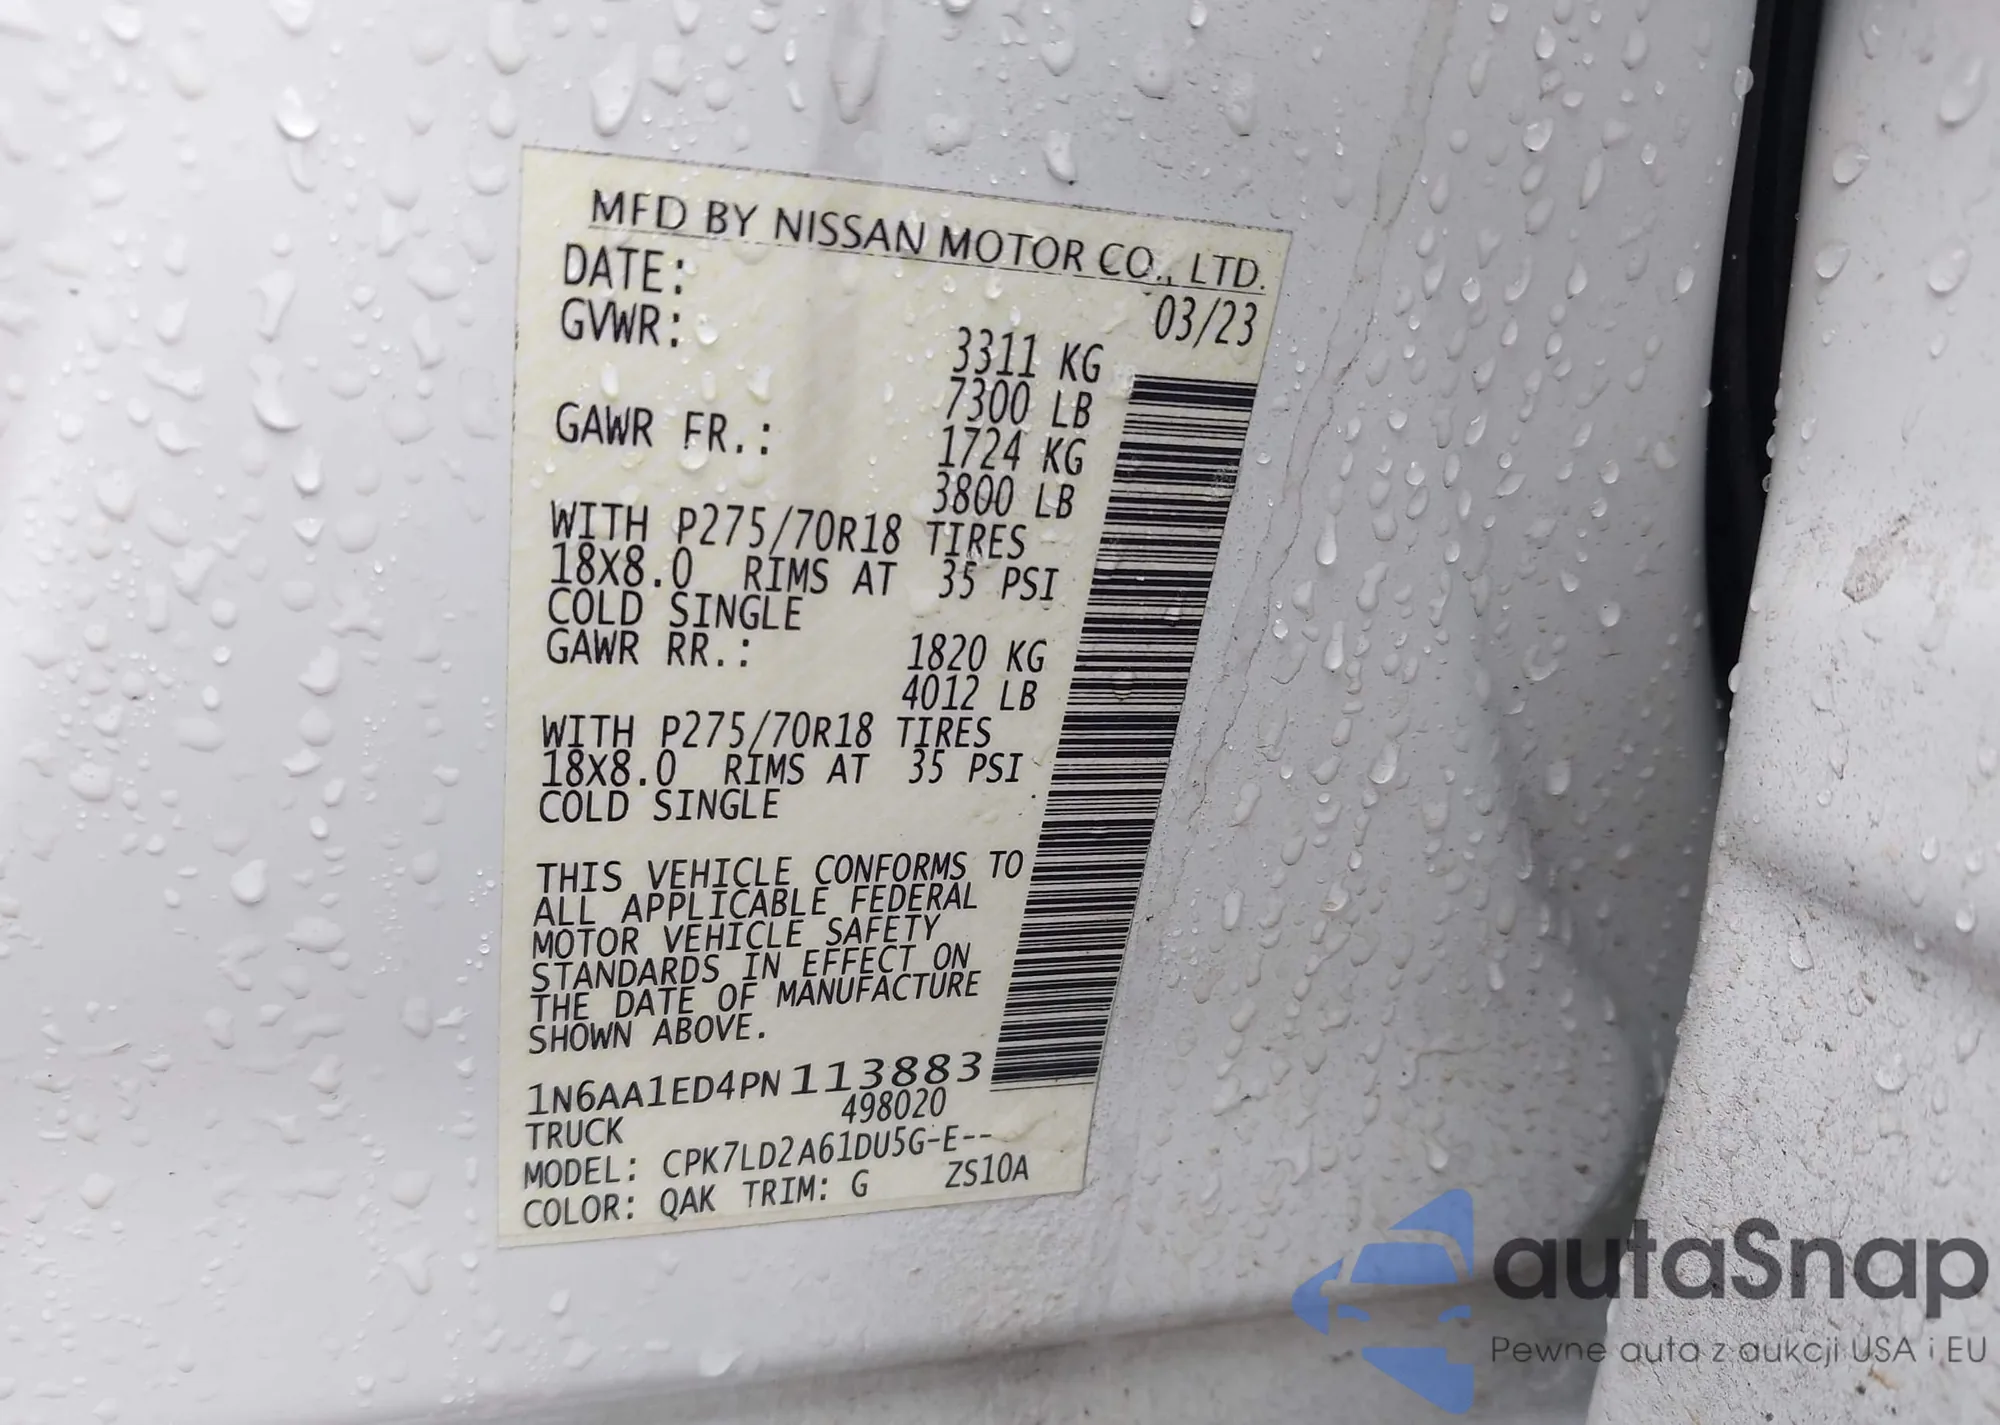 MFD BY NISSAN MOTOR CO., LTD.
DATE: 03/23
GVWR: 3311 KG
7300 LB
GAWR FR.: 1724 KG
3800 LB
WITH P275/70R18 TIRES
18X8.0 RIMS AT 35 PSI
COLD SINGLE
GAWR RR.: 1820 KG
4012 LB
WITH P275/70R18 TIRES
18X8.0 RIMS AT 35 PSI
COLD SINGLE
THIS VEHICLE CONFORMS TO
ALL APPLICABLE FEDERAL
MOTOR VEHICLE SAFETY
STANDARDS IN EFFECT ON
THE DATE OF MANUFACTURE
SHOWN ABOVE.
1N6AA1ED4PN113883
TRUCK 498020
MODEL: CPK7LD2A61DU5G-E--
COLOR: QAK TRIM: G ZS10A
autaSnap
Pewne auta z aukcji USA i EU